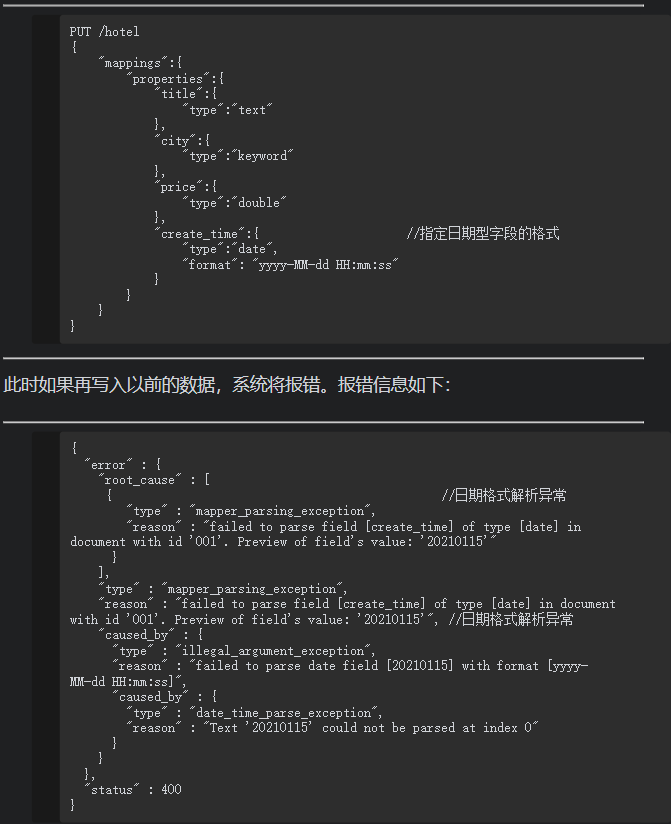 PUT /hotel
{
    "mappings":{
        "properties":{
            "title":{
                "type":"text"
            },
            "city":{
                "type":"keyword"
            },
            "price":{
                "type":"double"
            },
            "create_time":{                     //指定日期型字段的格式
                "type":"date",
                "format": "yyyy-MM-dd HH:mm:ss"
            }
        }
    }
}
此时如果再写入以前的数据，系统将报错。报错信息如下：
{
  "error" : {
    "root_cause" : [
     {                                               //日期格式解析异常
        "type" : "mapper_parsing_exception",
        "reason" : "failed to parse field [create_time] of type [date] in
document with id '001'. Preview of field's value: '20210115'"
      }
    ],
    "type" : "mapper_parsing_exception",
    "reason" : "failed to parse field [create_time] of type [date] in document
with id '001'. Preview of field's value: '20210115'", //日期格式解析异常
    "caused_by" : {
      "type" : "illegal_argument_exception",
      "reason" : "failed to parse date field [20210115] with format [yyyy-
MM-dd HH:mm:ss]",
      "caused_by" : {
        "type" : "date_time_parse_exception",
        "reason" : "Text '20210115' could not be parsed at index 0"
      }
    }
  },
  "status" : 400
}